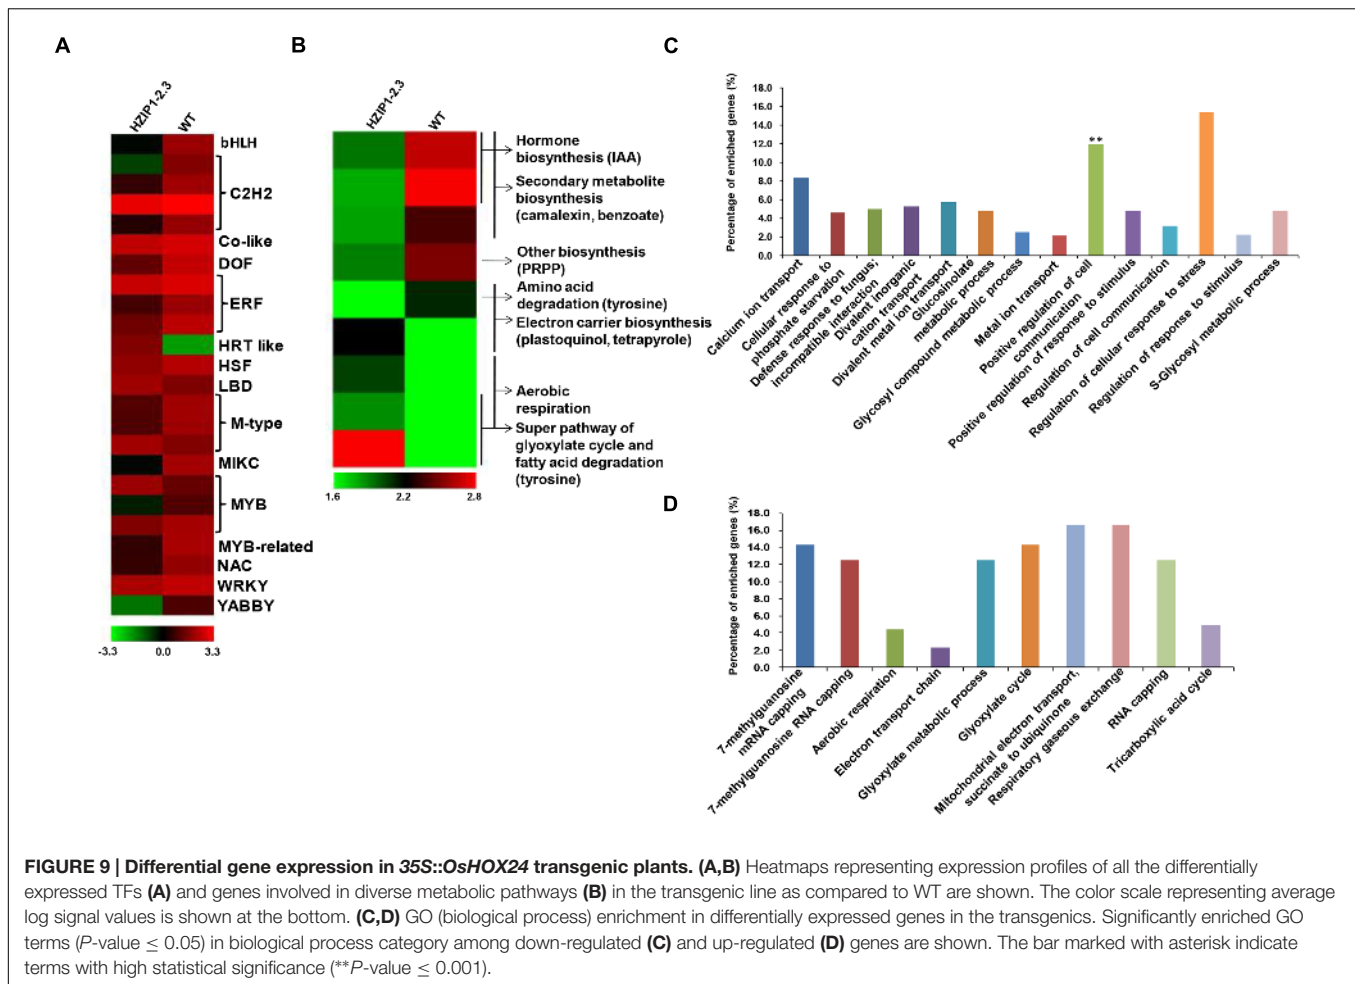 A
HZIP1-2.3
WT
bHLH
C2H2
Co-like
DOF
ERF
HRT like
HSF
LBD
M-type
MIKC
MYB
MYB-related
NAC
WRKY
YABBY
-3.3 0.0 3.3
B
HZIP1-2.3
WT
Hormone
biosynthesis (IAA)
Secondary metabolite
biosynthesis
(camalexin, benzoate)
Other biosynthesis
(PRPP)
Amino acid
degradation (tyrosine)
Electron carrier biosynthesis
(plastoquinol, tetrapyrole)
Aerobic
respiration
Super pathway of
glyoxylate cycle and
fatty acid degradation
(tyrosine)
1.6 2.2 2.8
C
Percentage of enriched genes (%)
18.0
16.0
14.0
12.0
10.0
8.0
6.0
4.0
2.0
0.0
**
Calcium ion transport
Cellular response to
phosphate starvation
Defense response to fungus;
incompatible interaction
Divalent inorganic
cation transport
Divalent metal ion transport
Glucosinolate
metabolic process
Glycosyl compound metabolic process
Metal ion transport
Positive regulation of cell
communication
Positive regulation of response to stimulus
Regulation of cell communication
Regulation of cellular response to stress
Regulation of response to stimulus
S-Glycosyl metabolic process
D
Percentage of enriched genes (%)
18.0
16.0
14.0
12.0
10.0
8.0
6.0
4.0
2.0
0.0
7-methylguanosine
mRNA capping
7-methylguanosine RNA capping
Aerobic respiration
Electron transport chain
Glyoxylate metabolic process
Glyoxylate cycle
Mitochondrial electron transport,
succinate to ubiquinone
Respiratory gaseous exchange
RNA capping
Tricarboxylic acid cycle
FIGURE 9 | Differential gene expression in 35S::OsHOX24 transgenic plants. (A,B) Heatmaps representing expression profiles of all the differentially
expressed TFs (A) and genes involved in diverse metabolic pathways (B) in the transgenic line as compared to WT are shown. The color scale representing average
log signal values is shown at the bottom. (C,D) GO (biological process) enrichment in differentially expressed genes in the transgenics. Significantly enriched GO
terms (P-value ≤ 0.05) in biological process category among down-regulated (C) and up-regulated (D) genes are shown. The bar marked with asterisk indicate
terms with high statistical significance (**P-value ≤ 0.001).